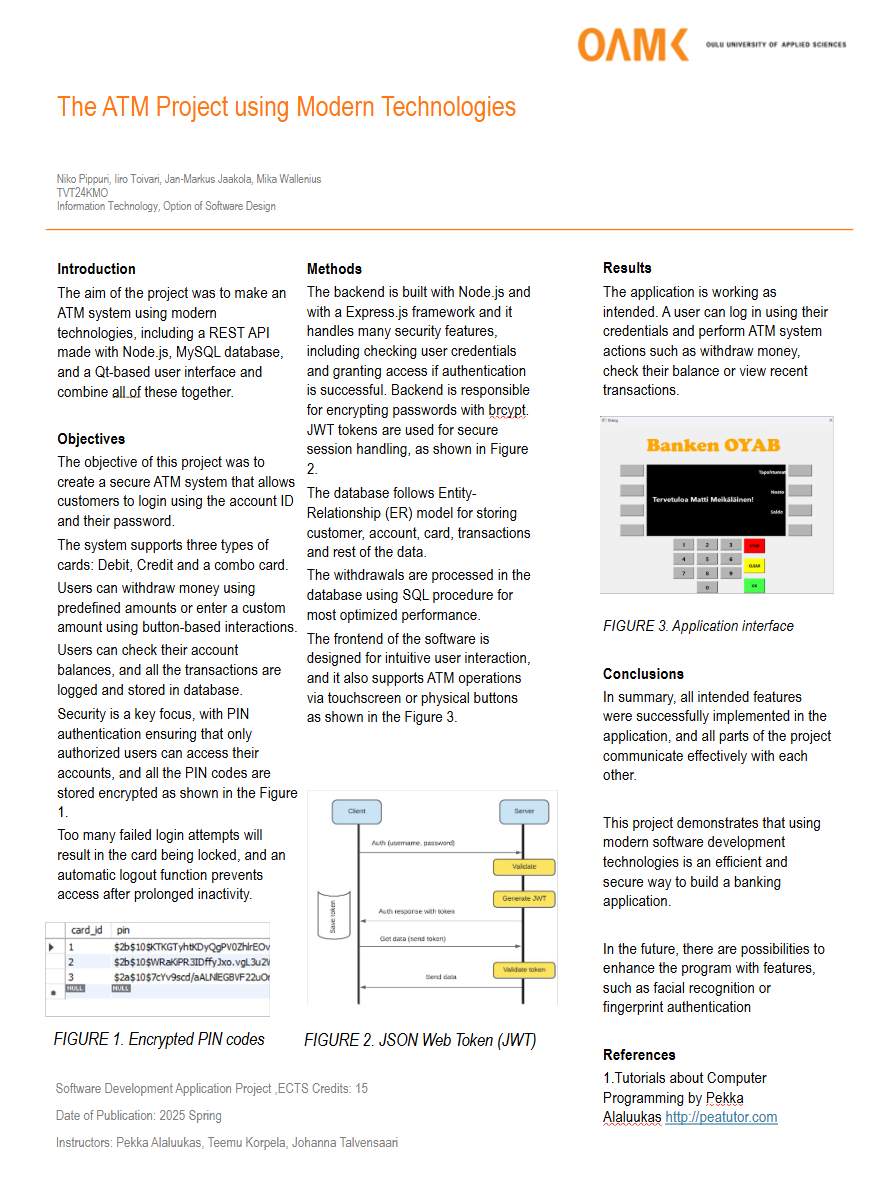 OAMK
OULU UNIVERSITY OF APPLIED SCIENCES
The ATM Project using Modern Technologies
Niko Pippuri, Iiro Toivari, Jan-Markus Jaakola, Mika Wallenius
TVT24KMO
Information Technology, Option of Software Design
Introduction
The aim of the project was to make an
ATM system using modern
technologies, including a REST API
made with Node.js, MySQL database,
and a Qt-based user interface and
combine all of these together.
Objectives
The objective of this project was to
create a secure ATM system that allows
customers to login using the account ID
and their password.
The system supports three types of
cards: Debit, Credit and a combo card.
Users can withdraw money using
predefined amounts or enter a custom
amount using button-based interactions.
Users can check their account
balances, and all the transactions are
logged and stored in database.
Security is a key focus, with PIN
authentication ensuring that only
authorized users can access their
accounts, and all the PIN codes are
stored encrypted as shown in the Figure
1.
Too many failed login attempts will
result in the card being locked, and an
automatic logout function prevents
access after prolonged inactivity.
card_id pin
1 $2b$10$KTKGTyhtKDyQgPV0ZhlrEOv
2 $2b$10$WRaKiPR3IDffyJxo.vgL3u2W
3 $2a$10$7cYv9scd/aALNlEGBVF22uOr
NULL NULL
FIGURE 1. Encrypted PIN codes
Methods
The backend is built with Node.js and
with a Express.js framework and it
handles many security features,
including checking user credentials
and granting access if authentication
is successful. Backend is responsible
for encrypting passwords with brcypt.
JWT tokens are used for secure
session handling, as shown in Figure
2.
The database follows Entity-
Relationship (ER) model for storing
customer, account, card, transactions
and rest of the data.
The withdrawals are processed in the
database using SQL procedure for
most optimized performance.
The frontend of the software is
designed for intuitive user interaction,
and it also supports ATM operations
via touchscreen or physical buttons
as shown in the Figure 3.
Client
Server
Auth (username, password)
Validate
Generate JWT
Save token
Auth response with token
Get data (send token)
Validate token
Send data
FIGURE 2. JSON Web Token (JWT)
Results
The application is working as
intended. A user can log in using their
credentials and perform ATM system
actions such as withdraw money,
check their balance or view recent
transactions.
Dialog
Banken OYAB
Tapahtumat
Nosto
Tervetuloa Matti Meikäläinen!
Saldo
1 2 3 STOP
4 5 6 CLEAR
7 8 9
0 OK
FIGURE 3. Application interface
Conclusions
In summary, all intended features
were successfully implemented in the
application, and all parts of the project
communicate effectively with each
other.
This project demonstrates that using
modern software development
technologies is an efficient and
secure way to build a banking
application.
In the future, there are possibilities to
enhance the program with features,
such as facial recognition or
fingerprint authentication
References
1.Tutorials about Computer
Programming by Pekka
Alaluukas http://peatutor.com
Software Development Application Project ,ECTS Credits: 15
Date of Publication: 2025 Spring
Instructors: Pekka Alaluukas, Teemu Korpela, Johanna Talvensaari